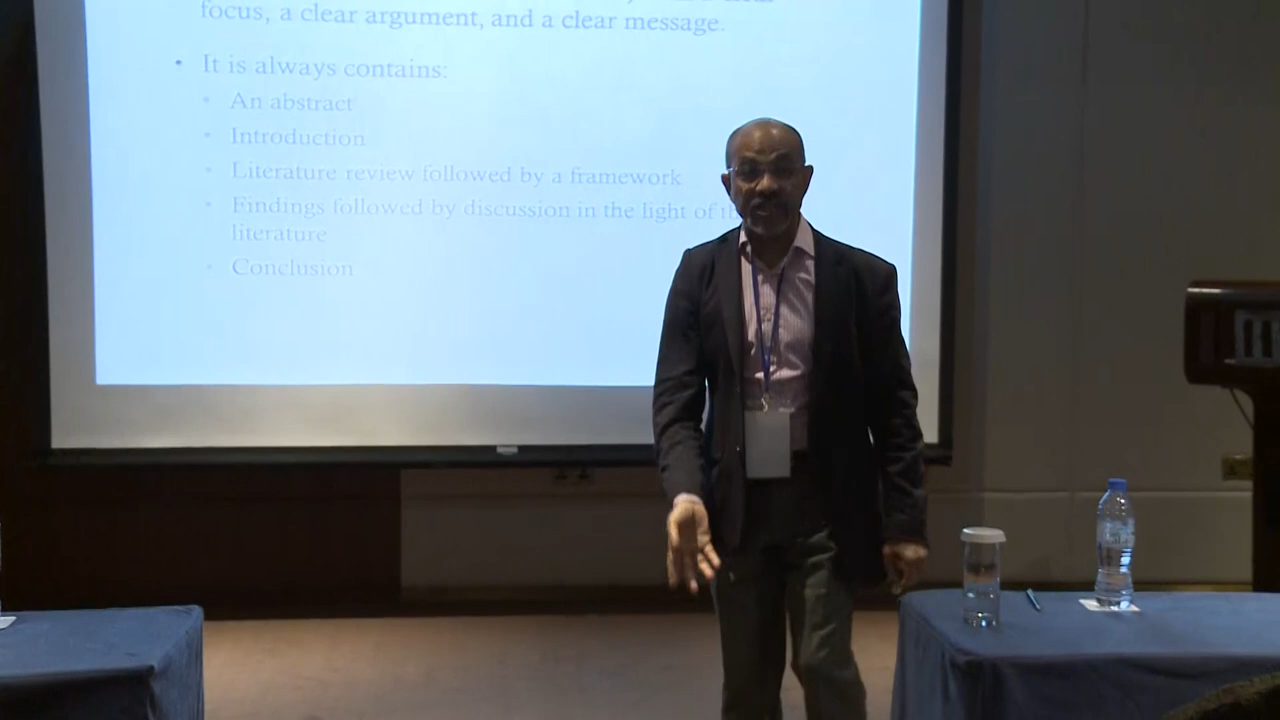 focus, a clear argument, and a clear message.
• It is always contains:
• An abstract
• Introduction
• Literature review followed by a framework
• Findings followed by discussion in the light of
literature
• Conclusion